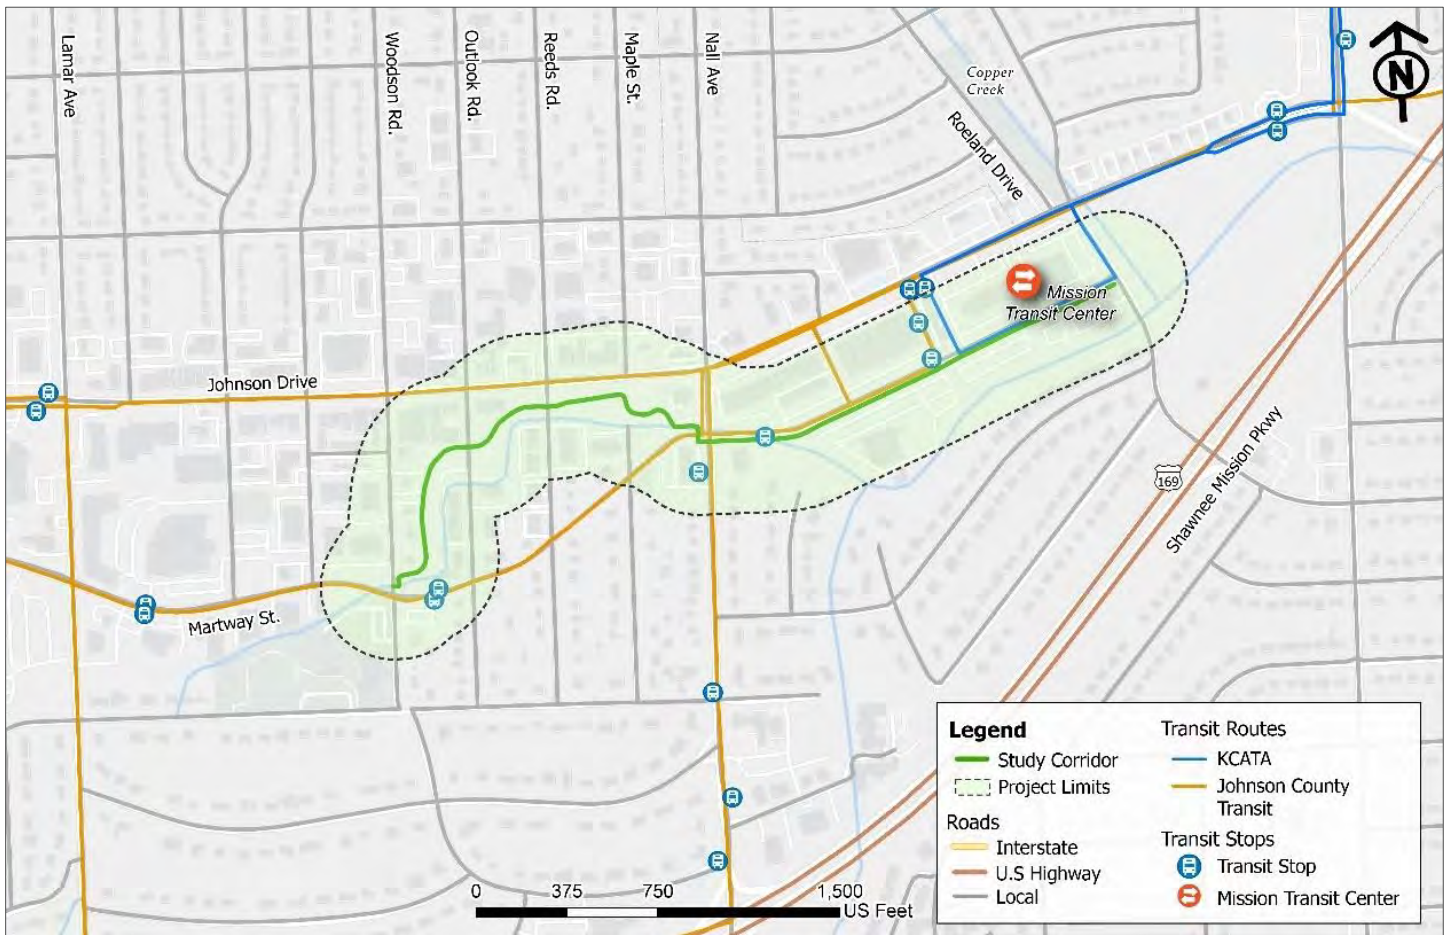 Lamar Ave
Woodson Rd.
Outlook Rd.
Reeds Rd.
Maple St.
Nall Ave
Copper
Creek
Roeland Drive
N
Mission
Transit Center
Johnson Drive
169
Shawnee Mission Pkwy
Martway St.
Legend
Study Corridor
Project Limits
Roads
Interstate
U.S Highway
Local
Transit Routes
KCATA
Johnson County
Transit
Transit Stops
Transit Stop
Mission Transit Center
0 375 750 1,500
US Feet